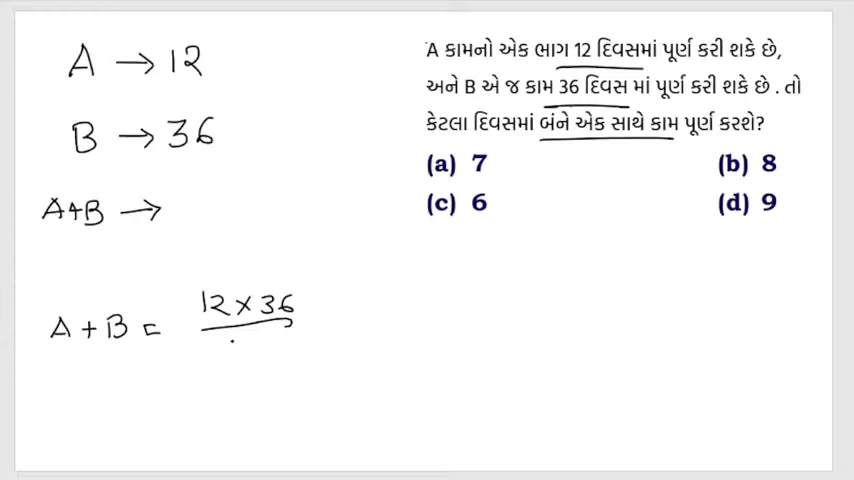 A → 12
B → 36
A+B →
A + B = 12 × 36
A કામનો એક ભાગ 12 દિવસમાં પૂર્ણ કરી શકે છે,
અને B એ જ કામ 36 દિવસ માં પૂર્ણ કરી શકે છે . તો
કેટલા દિવસમાં બંને એક સાથે કામ પૂર્ણ કરશે?
(a) 7 (b) 8
(c) 6 (d) 9